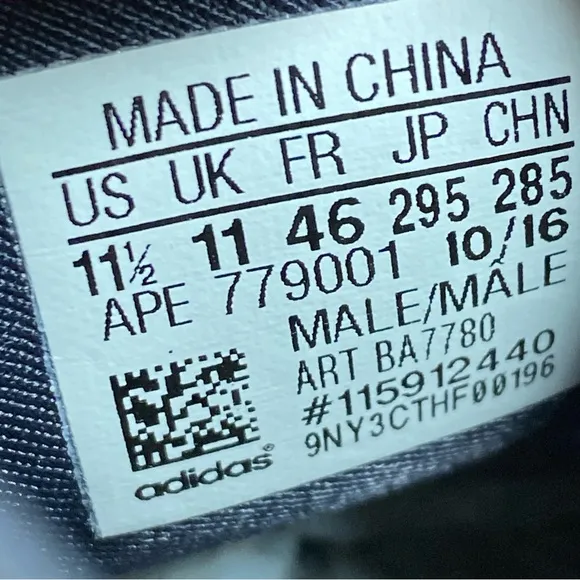 MADE IN CHINA
US UK FR JP CHN
11½ 11 46 295 285
APE 779001 10/16
MALE/MÂLE
ART BA7780
#115912440
9NY3CTHF00196
adidas®